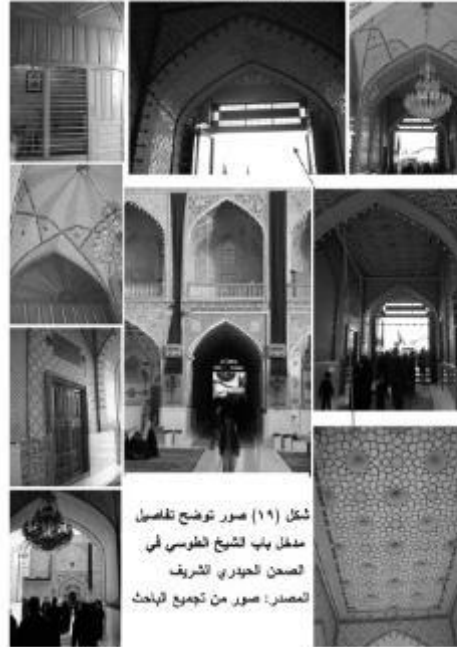 شكل (١٩) صور توضح تفاصيل
مدخل باب الشيخ الطوسي في
الصحن الحيدري الشريف
المصدر: صور من تجميع الباحث